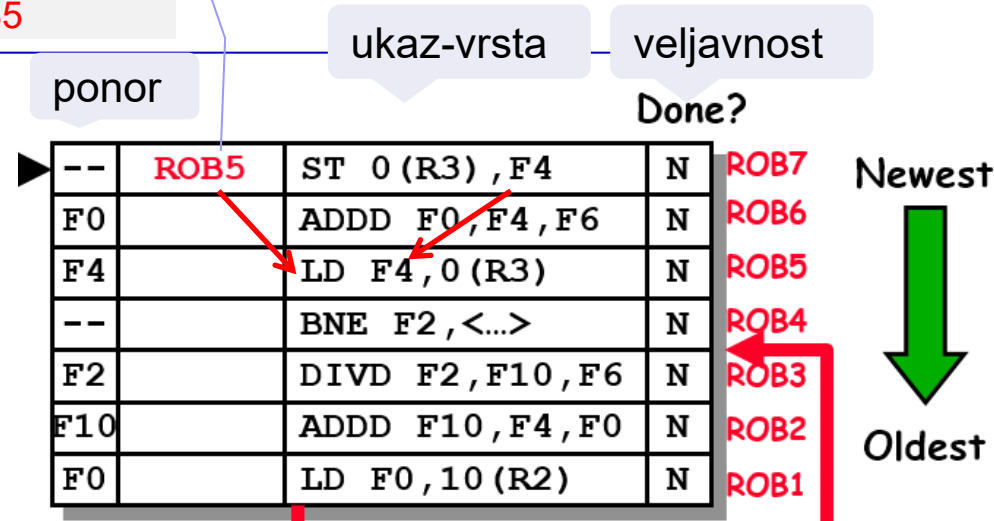 5
ukaz-vrsta veljavnost
ponor
Done?
-- ROB5 ST 0(R3),F4 N ROB7
F0 ADDD F0,F4,F6 N ROB6
F4 LD F4,0(R3) N ROB5
-- BNE F2,<…> N ROB4
F2 DIVD F2,F10,F6 N ROB3
F10 ADDD F10,F4,F0 N ROB2
F0 LD F0,10(R2) N ROB1
Newest
Oldest